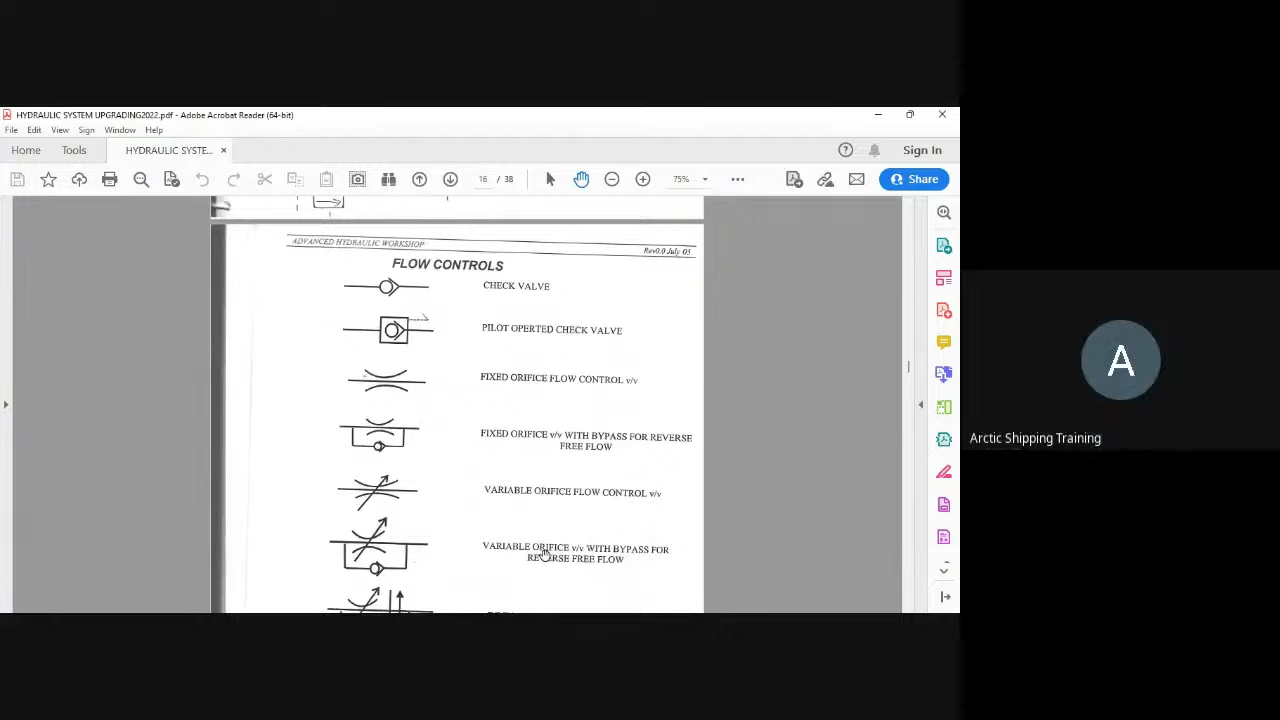 HYDRAULIC SYSTEM UPGRADING2022.pdf - Adobe Acrobat Reader (64-bit)
File Edit View Sign Window Help
Home Tools HYDRAULIC SYSTE... × Sign In
16 / 38 75% Share
ADVANCED HYDRAULIC WORKSHOP Rev0.0 July 03
FLOW CONTROLS
CHECK VALVE
PILOT OPERTED CHECK VALVE
FIXED ORIFICE FLOW CONTROL v/v
FIXED ORIFICE v/v WITH BYPASS FOR REVERSE
FREE FLOW
VARIABLE ORIFICE FLOW CONTROL v/v
VARIABLE ORIFICE v/v WITH BYPASS FOR
REVERSE FREE FLOW
A
Arctic Shipping Training